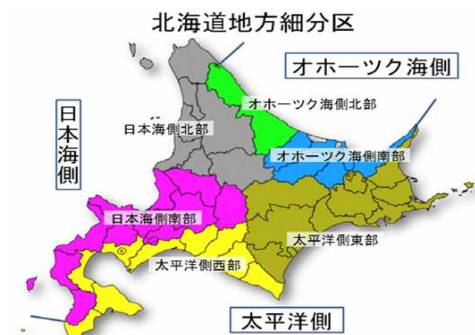 北海道地方細分区
オホーツク海側
オホーツク海側北部
日本海側
日本海側北部
オホーツク海側南部
日本海側南部
太平洋側東部
太平洋側西部
太平洋側